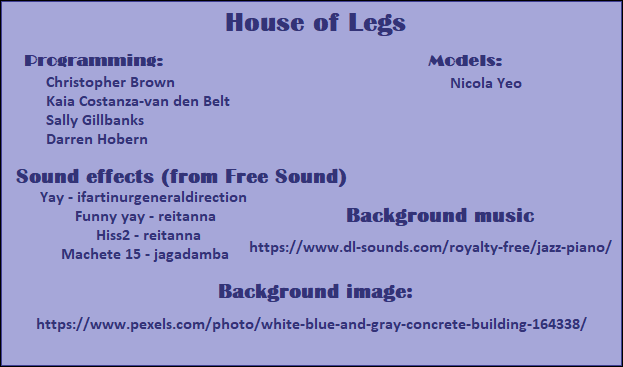 House of Legs
Programming:
Christopher Brown
Kaia Costanza-van den Belt
Sally Gillbanks
Darren Hobern
Models:
Nicola Yeo
Sound effects (from Free Sound)
Yay - ifartinurgeneraldirection
Funny yay - reitanna
Hiss2 - reitanna
Machete 15 - jagadamba
Background music
https://www.dl-sounds.com/royalty-free/jazz-piano/
Background image:
https://www.pexels.com/photo/white-blue-and-gray-concrete-building-164338/